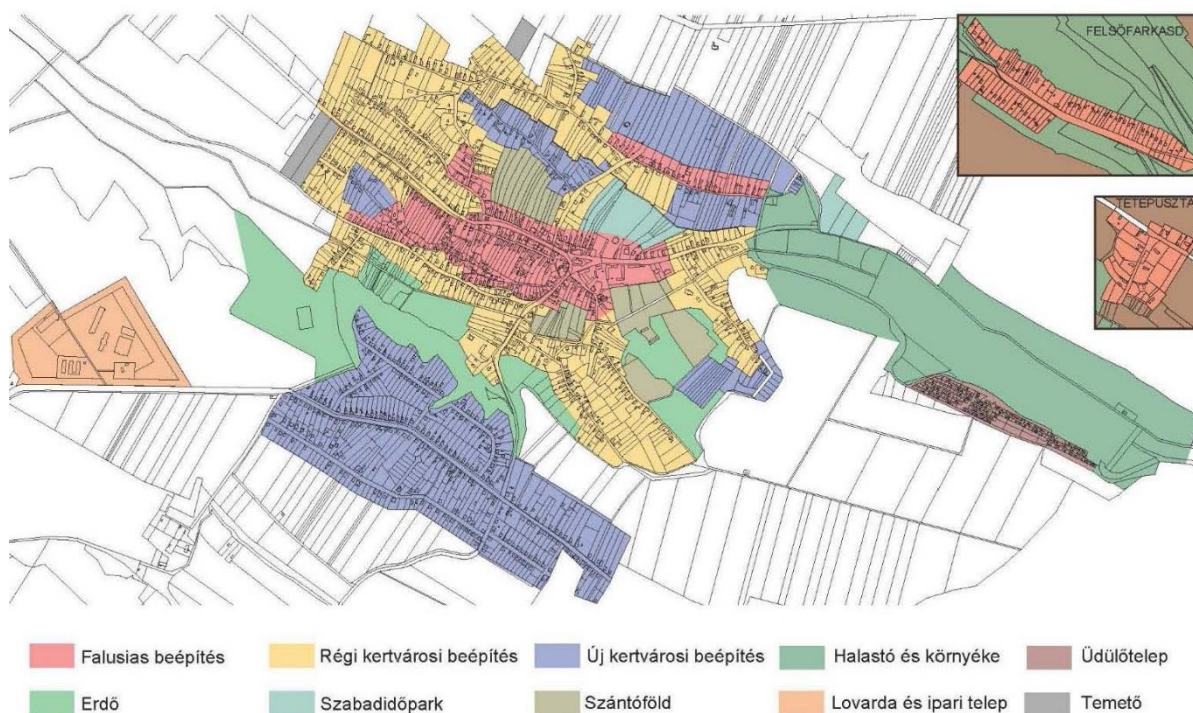 FELSŐFARKASD
TETEPUSZTA
Falusias beépítés
Régi kertvárosi beépítés
Új kertvárosi beépítés
Halastó és környéke
Üdülőtelep
Erdő
Szabadidőpark
Szántóföld
Lovarda és ipari telep
Temető